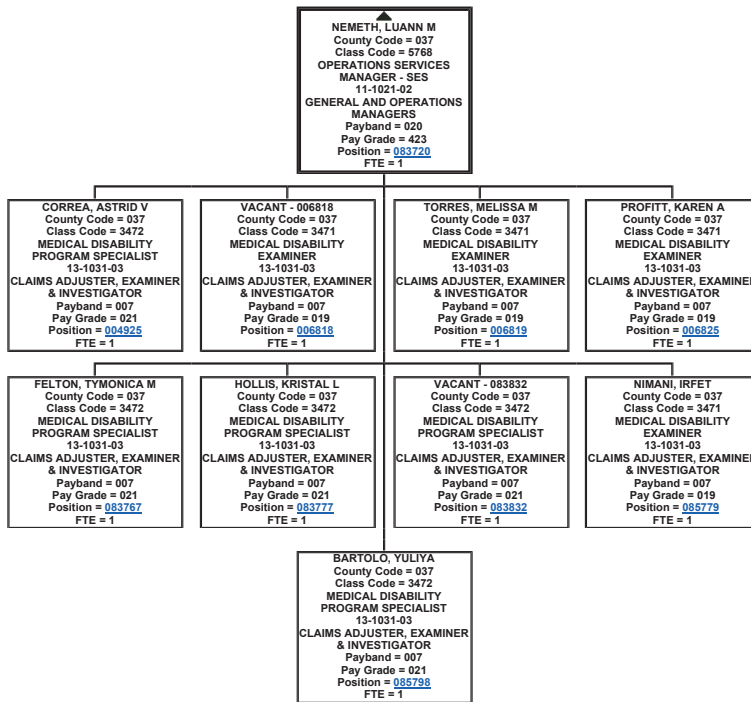 NEMETH, LUANN M
County Code = 037
Class Code = 5768
OPERATIONS SERVICES
MANAGER - SES
11-1021-02
GENERAL AND OPERATIONS
MANAGERS
Payband = 020
Pay Grade = 423
Position = 083720
FTE = 1
CORREA, ASTRID V
County Code = 037
Class Code = 3472
MEDICAL DISABILITY
PROGRAM SPECIALIST
13-1031-03
CLAIMS ADJUSTER, EXAMINER
& INVESTIGATOR
Payband = 007
Pay Grade = 021
Position = 004925
FTE = 1
VACANT - 006818
County Code = 037
Class Code = 3471
MEDICAL DISABILITY
EXAMINER
13-1031-03
CLAIMS ADJUSTER, EXAMINER
& INVESTIGATOR
Payband = 007
Pay Grade = 019
Position = 006818
FTE = 1
TORRES, MELISSA M
County Code = 037
Class Code = 3471
MEDICAL DISABILITY
EXAMINER
13-1031-03
CLAIMS ADJUSTER, EXAMINER
& INVESTIGATOR
Payband = 007
Pay Grade = 019
Position = 006819
FTE = 1
PROFITT, KAREN A
County Code = 037
Class Code = 3471
MEDICAL DISABILITY
EXAMINER
13-1031-03
CLAIMS ADJUSTER, EXAMINER
& INVESTIGATOR
Payband = 007
Pay Grade = 019
Position = 006825
FTE = 1
FELTON, TYMONICA M
County Code = 037
Class Code = 3472
MEDICAL DISABILITY
PROGRAM SPECIALIST
13-1031-03
CLAIMS ADJUSTER, EXAMINER
& INVESTIGATOR
Payband = 007
Pay Grade = 021
Position = 083767
FTE = 1
HOLLIS, KRISTAL L
County Code = 037
Class Code = 3472
MEDICAL DISABILITY
PROGRAM SPECIALIST
13-1031-03
CLAIMS ADJUSTER, EXAMINER
& INVESTIGATOR
Payband = 007
Pay Grade = 021
Position = 083777
FTE = 1
VACANT - 083832
County Code = 037
Class Code = 3472
MEDICAL DISABILITY
PROGRAM SPECIALIST
13-1031-03
CLAIMS ADJUSTER, EXAMINER
& INVESTIGATOR
Payband = 007
Pay Grade = 021
Position = 083832
FTE = 1
NIMANI, IRFET
County Code = 037
Class Code = 3471
MEDICAL DISABILITY
EXAMINER
13-1031-03
CLAIMS ADJUSTER, EXAMINER
& INVESTIGATOR
Payband = 007
Pay Grade = 019
Position = 085779
FTE = 1
BARTOLO, YULIYA
County Code = 037
Class Code = 3472
MEDICAL DISABILITY
PROGRAM SPECIALIST
13-1031-03
CLAIMS ADJUSTER, EXAMINER
& INVESTIGATOR
Payband = 007
Pay Grade = 021
Position = 085798
FTE = 1